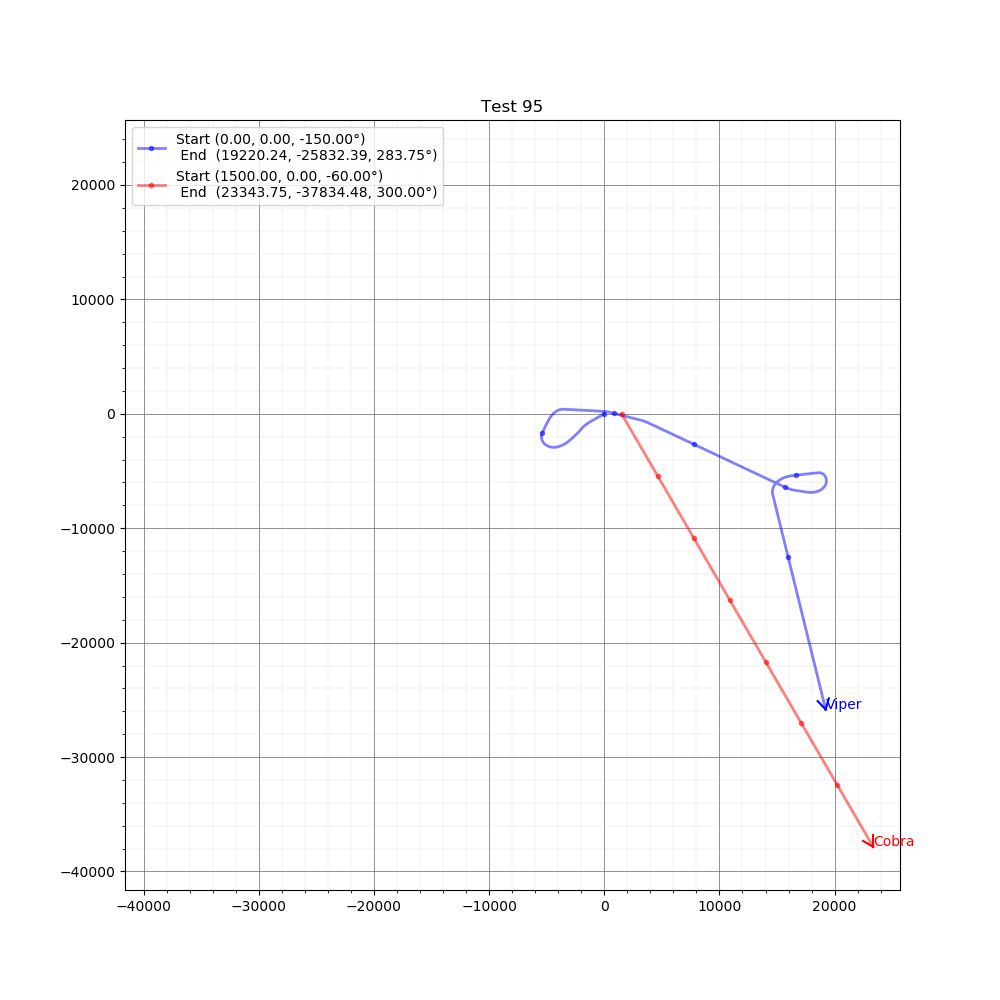 Test 95
Start (0.00, 0.00, -150.00°)
End  (19220.24, -25832.39, 283.75°)
Start (1500.00, 0.00, -60.00°)
End  (23343.75, -37834.48, 300.00°)
20000
10000
0
−10000
−20000
−30000
−40000
Viper
Cobra
−40000 −30000 −20000 −10000 0 10000 20000